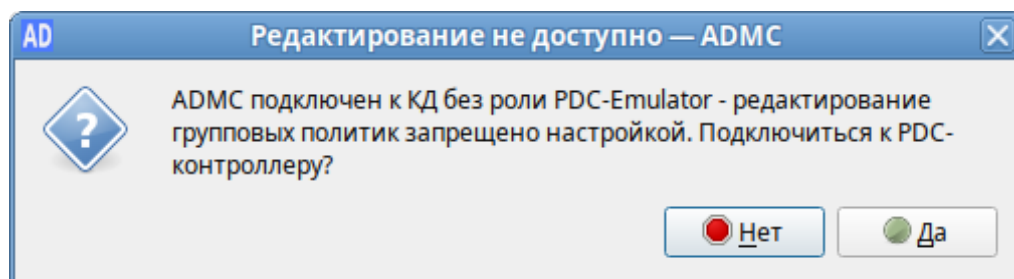 AD Редактирование не доступно — ADMC
ADMC подключен к КД без роли PDC-Emulator - редактирование
групповых политик запрещено настройкой. Подключиться к PDC-
контроллеру?
Нет Да